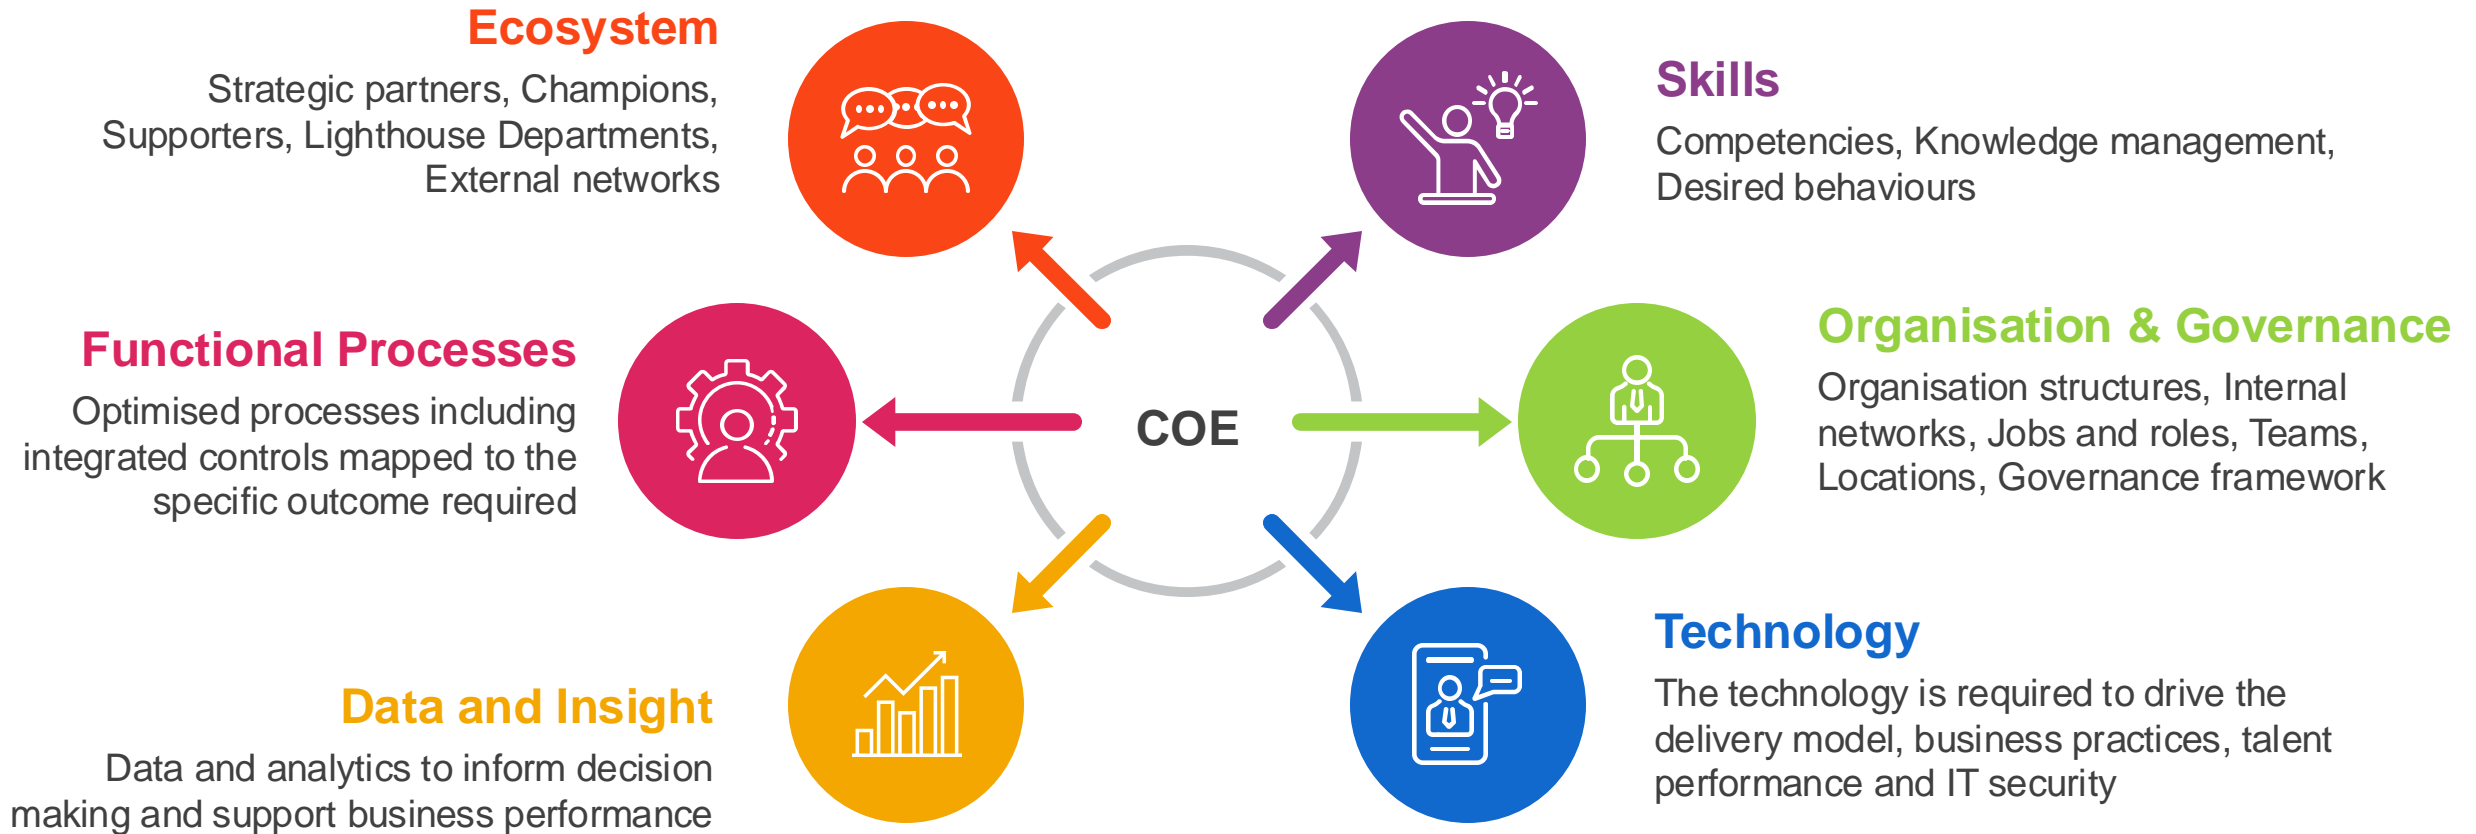 Ecosystem
Strategic partners, Champions,
Supporters, Lighthouse Departments,
External networks
Skills
Competencies, Knowledge management,
Desired behaviours
Functional Processes
Optimised processes including
integrated controls mapped to the
specific outcome required
COE
Organisation & Governance
Organisation structures, Internal
networks, Jobs and roles, Teams,
Locations, Governance framework
Data and Insight
Data and analytics to inform decision
making and support business performance
Technology
The technology is required to drive the
delivery model, business practices, talent
performance and IT security